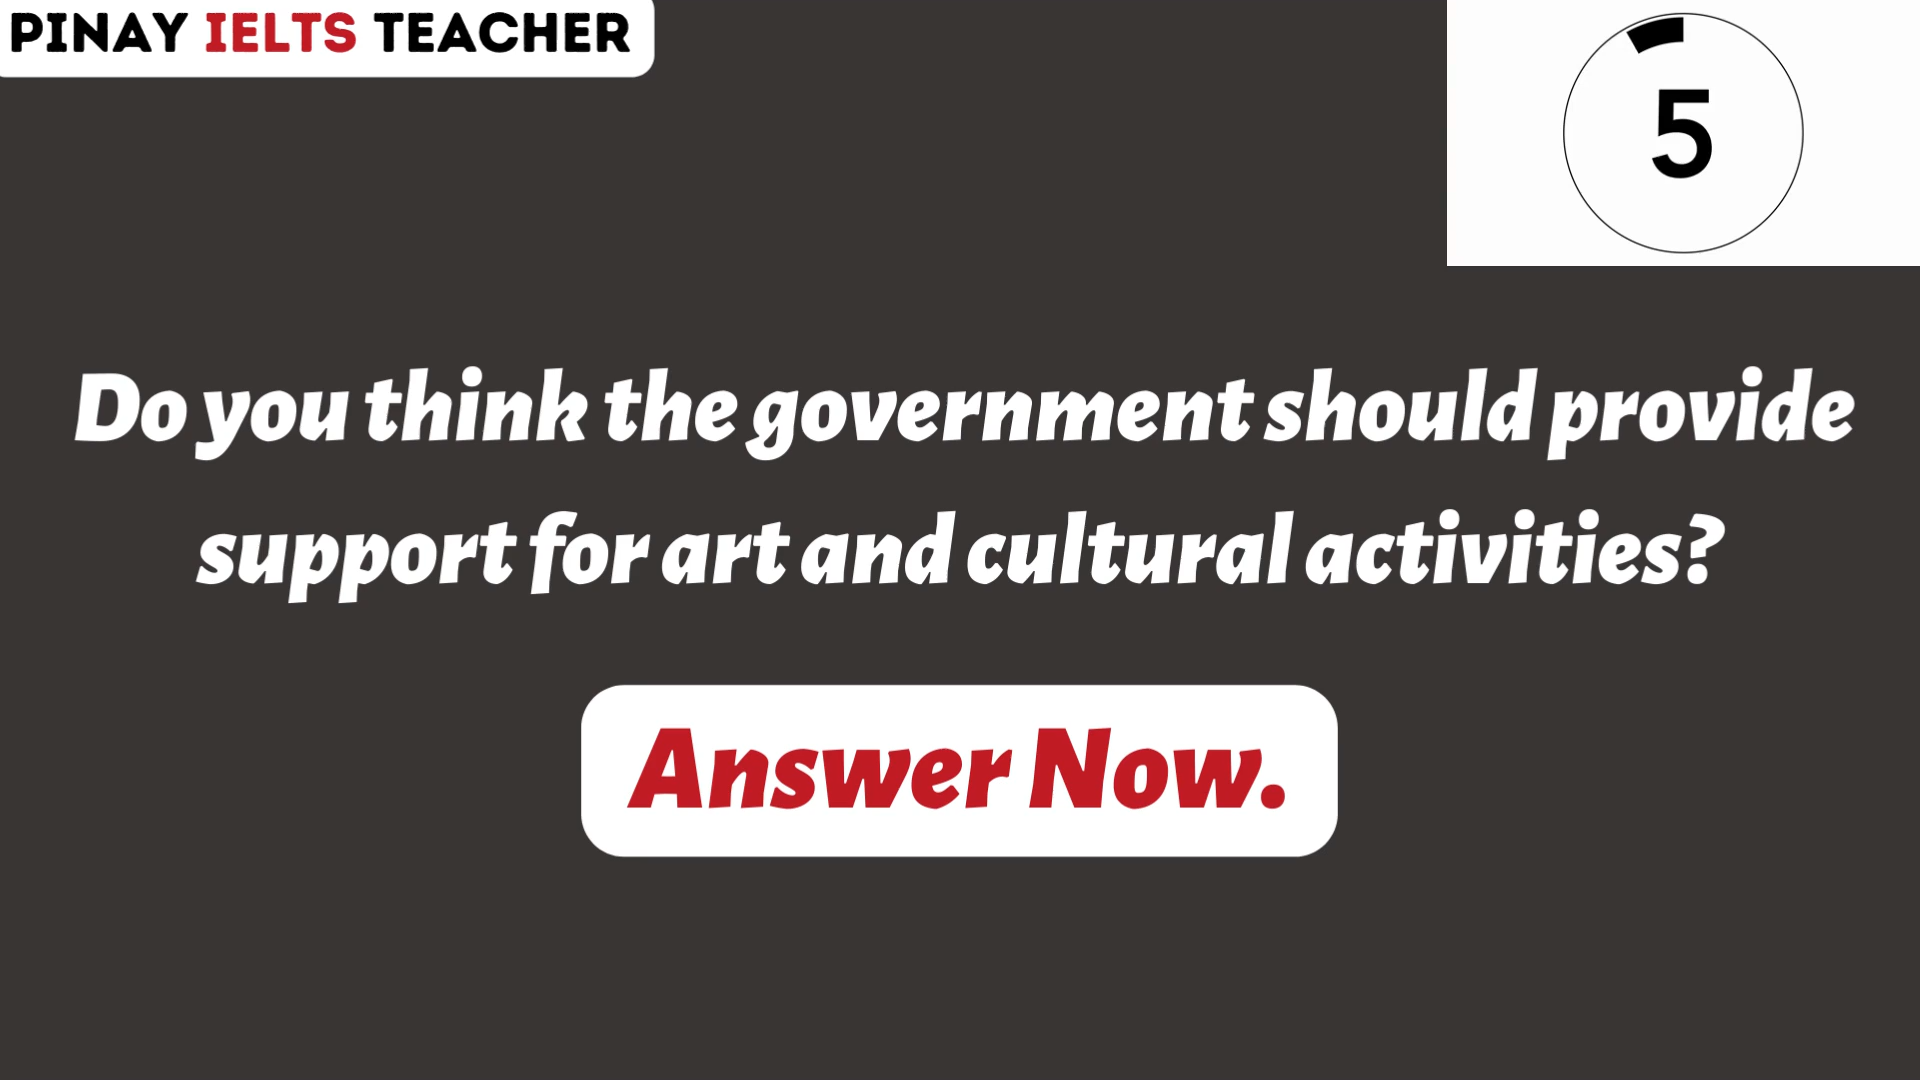 PINAY IELTS TEACHER
5
Do you think the government should provide
support for art and cultural activities?
Answer Now.